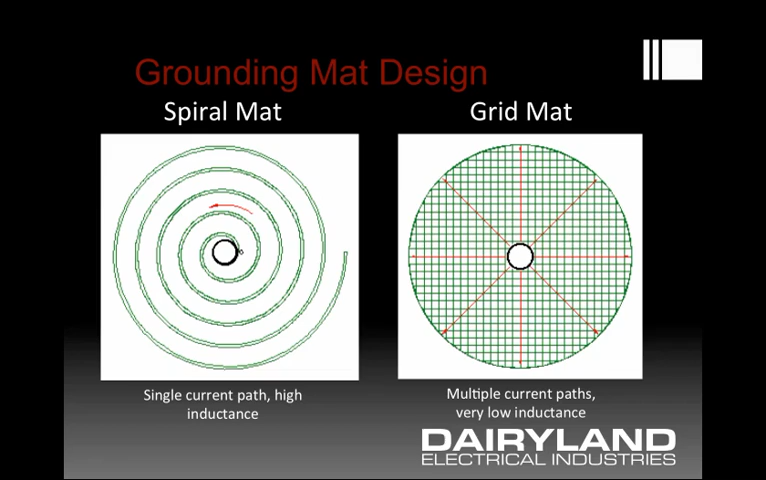 Grounding Mat Design
Spiral Mat
Grid Mat
Single current path, high
inductance
Multiple current paths,
very low inductance
DAIRYLAND
ELECTRICAL INDUSTRIES